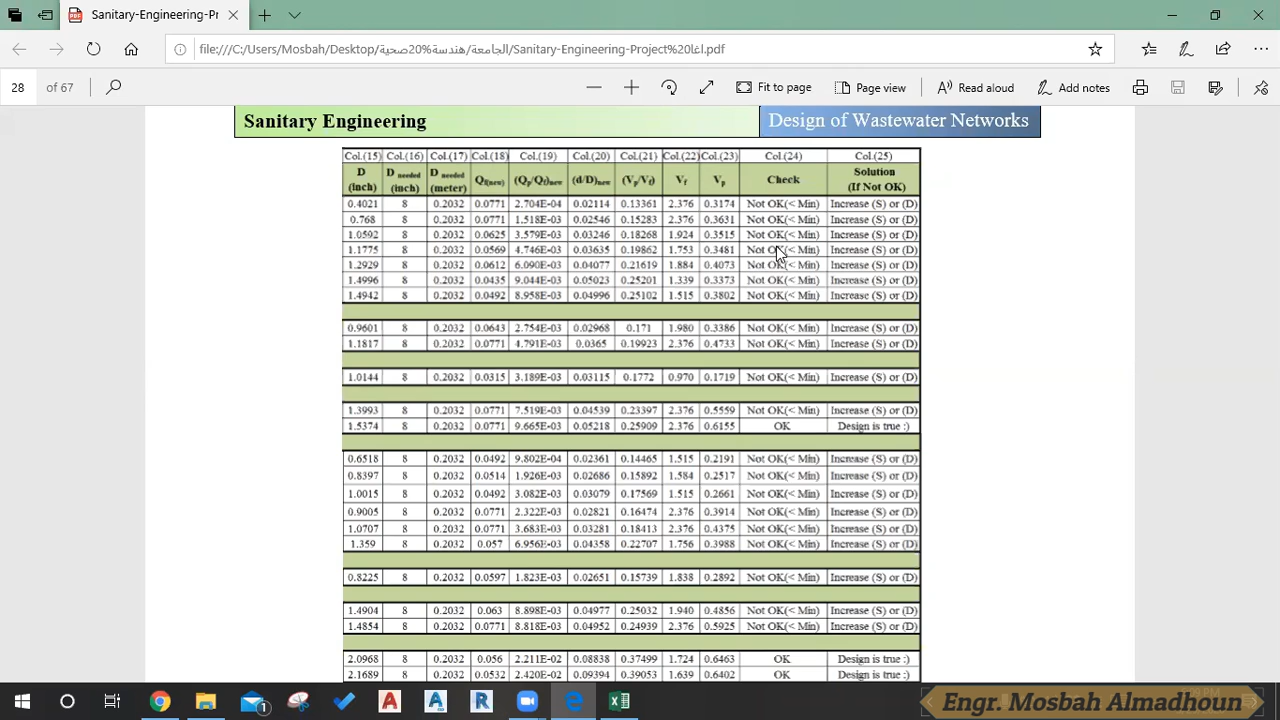 Sanitary-Engineering-Pr
file:///C:/Users/Mosbah/Desktop/الجامعة/هندسة%20صحية/Sanitary-Engineering-Project%20اغا.pdf
28 of 67 Fit to page Page view Read aloud Add notes
Sanitary Engineering Design of Wastewater Networks
Col.(15) Col.(16) Col.(17) Col.(18) Col.(19) Col.(20) Col.(21) Col.(22) Col.(23) Col.(24) Col.(25)
D (inch) D needed (inch) D needed (meter) Qf(new) (Qp/Qf)new (d/D)new (Vp/Vf) Vf Vp Check Solution (If Not OK)
0.4021 8 0.2032 0.0771 2.704E-04 0.02114 0.13361 2.376 0.3174 Not OK(< Min) Increase (S) or (D)
0.768 8 0.2032 0.0771 1.518E-03 0.02546 0.15283 2.376 0.3631 Not OK(< Min) Increase (S) or (D)
1.0592 8 0.2032 0.0625 3.579E-03 0.03246 0.18268 1.924 0.3515 Not OK(< Min) Increase (S) or (D)
1.1775 8 0.2032 0.0569 4.746E-03 0.03635 0.19862 1.753 0.3481 Not OK(< Min) Increase (S) or (D)
1.2929 8 0.2032 0.0612 6.090E-03 0.04077 0.21619 1.884 0.4073 Not OK(< Min) Increase (S) or (D)
1.4996 8 0.2032 0.0435 9.044E-03 0.05023 0.25201 1.339 0.3373 Not OK(< Min) Increase (S) or (D)
1.4942 8 0.2032 0.0492 8.958E-03 0.04996 0.25102 1.515 0.3802 Not OK(< Min) Increase (S) or (D)
0.9601 8 0.2032 0.0643 2.754E-03 0.02968 0.171 1.980 0.3386 Not OK(< Min) Increase (S) or (D)
1.1817 8 0.2032 0.0771 4.791E-03 0.0365 0.19923 2.376 0.4733 Not OK(< Min) Increase (S) or (D)
1.0144 8 0.2032 0.0315 3.189E-03 0.03115 0.1772 0.970 0.1719 Not OK(< Min) Increase (S) or (D)
1.3993 8 0.2032 0.0771 7.519E-03 0.04539 0.23397 2.376 0.5559 Not OK(< Min) Increase (S) or (D)
1.5374 8 0.2032 0.0771 9.665E-03 0.05218 0.25909 2.376 0.6155 OK Design is true :)
0.6518 8 0.2032 0.0492 9.802E-04 0.02361 0.14465 1.515 0.2191 Not OK(< Min) Increase (S) or (D)
0.8397 8 0.2032 0.0514 1.926E-03 0.02686 0.15892 1.584 0.2517 Not OK(< Min) Increase (S) or (D)
1.0015 8 0.2032 0.0492 3.082E-03 0.03079 0.17569 1.515 0.2661 Not OK(< Min) Increase (S) or (D)
0.9005 8 0.2032 0.0771 2.322E-03 0.02821 0.16474 2.376 0.3914 Not OK(< Min) Increase (S) or (D)
1.0707 8 0.2032 0.0771 3.683E-03 0.03281 0.18413 2.376 0.4375 Not OK(< Min) Increase (S) or (D)
1.359 8 0.2032 0.057 6.956E-03 0.04358 0.22707 1.756 0.3988 Not OK(< Min) Increase (S) or (D)
0.8225 8 0.2032 0.0597 1.823E-03 0.02651 0.15739 1.838 0.2892 Not OK(< Min) Increase (S) or (D)
1.4904 8 0.2032 0.063 8.898E-03 0.04977 0.25032 1.940 0.4856 Not OK(< Min) Increase (S) or (D)
1.4854 8 0.2032 0.0771 8.818E-03 0.04952 0.24939 2.376 0.5925 Not OK(< Min) Increase (S) or (D)
2.0968 8 0.2032 0.056 2.211E-02 0.08838 0.37499 1.724 0.6463 OK Design is true :)
2.1689 8 0.2032 0.0532 2.420E-02 0.09394 0.39053 1.639 0.6402 OK Design is true :)
Engr. Mosbah Almadhoun